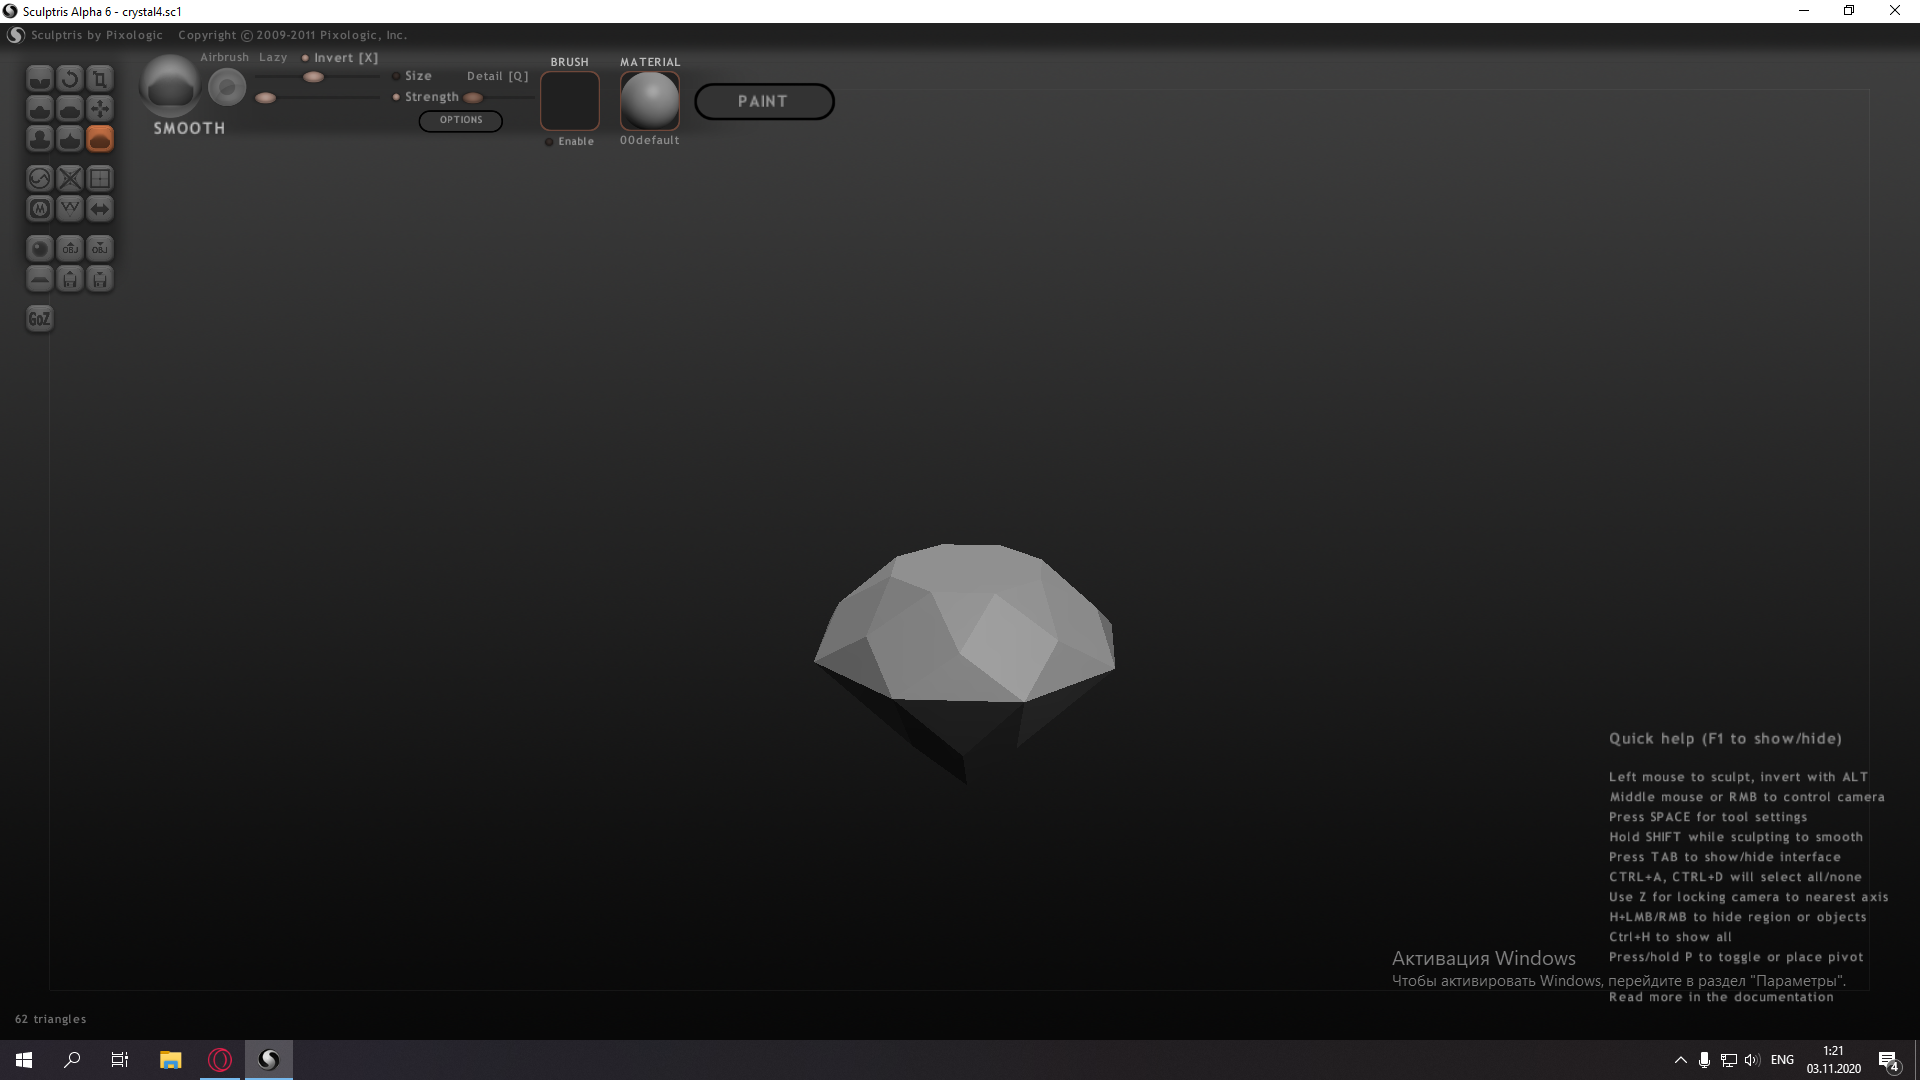 Sculptris Alpha 6 - crystal4.sc1
Sculptris by Pixologic Copyright © 2009-2011 Pixologic, Inc.
Airbrush Lazy Invert [X]
Size Detail [Q]
Strength
OPTIONS
SMOOTH
BRUSH
Enable
MATERIAL
00default
PAINT
OBJ OBJ
GoZ
Quick help (F1 to show/hide)
Left mouse to sculpt, invert with ALT
Middle mouse or RMB to control camera
Press SPACE for tool settings
Hold SHIFT while sculpting to smooth
Press TAB to show/hide interface
CTRL+A, CTRL+D will select all/none
Use Z for locking camera to nearest axis
H+LMB/RMB to hide region or objects
Ctrl+H to show all
Press/hold P to toggle or place pivot
Активация Windows
Чтобы активировать Windows, перейдите в раздел "Параметры".
Read more in the documentation
62 triangles
ENG
1:21
03.11.2020
4